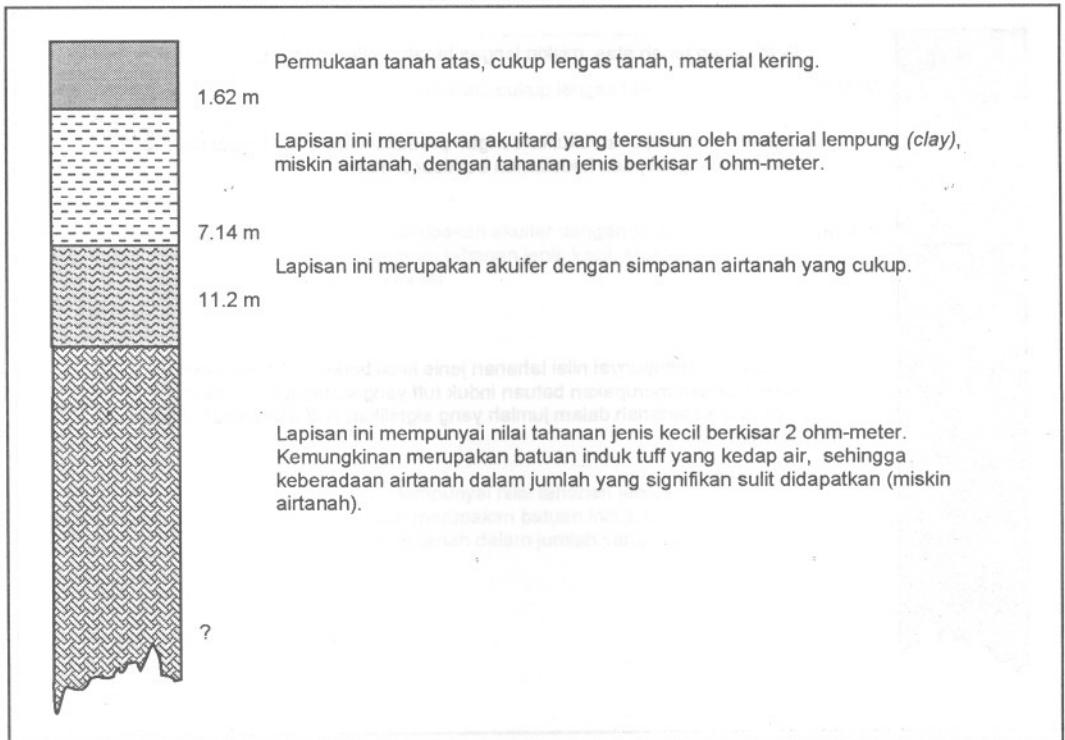 Permukaan tanah atas, cukup lengas tanah, material kering.
1.62 m
Lapisan ini merupakan akuitard yang tersusun oleh material lempung (clay),
miskin airtanah, dengan tahanan jenis berkisar 1 ohm-meter.
7.14 m
Lapisan ini merupakan akuifer dengan simpanan airtanah yang cukup.
11.2 m
Lapisan ini mempunyai nilai tahanan jenis kecil berkisar 2 ohm-meter.
Kemungkinan merupakan batuan induk tuff yang kedap air, sehingga
keberadaan airtanah dalam jumlah yang signifikan sulit didapatkan (miskin
airtanah).
?